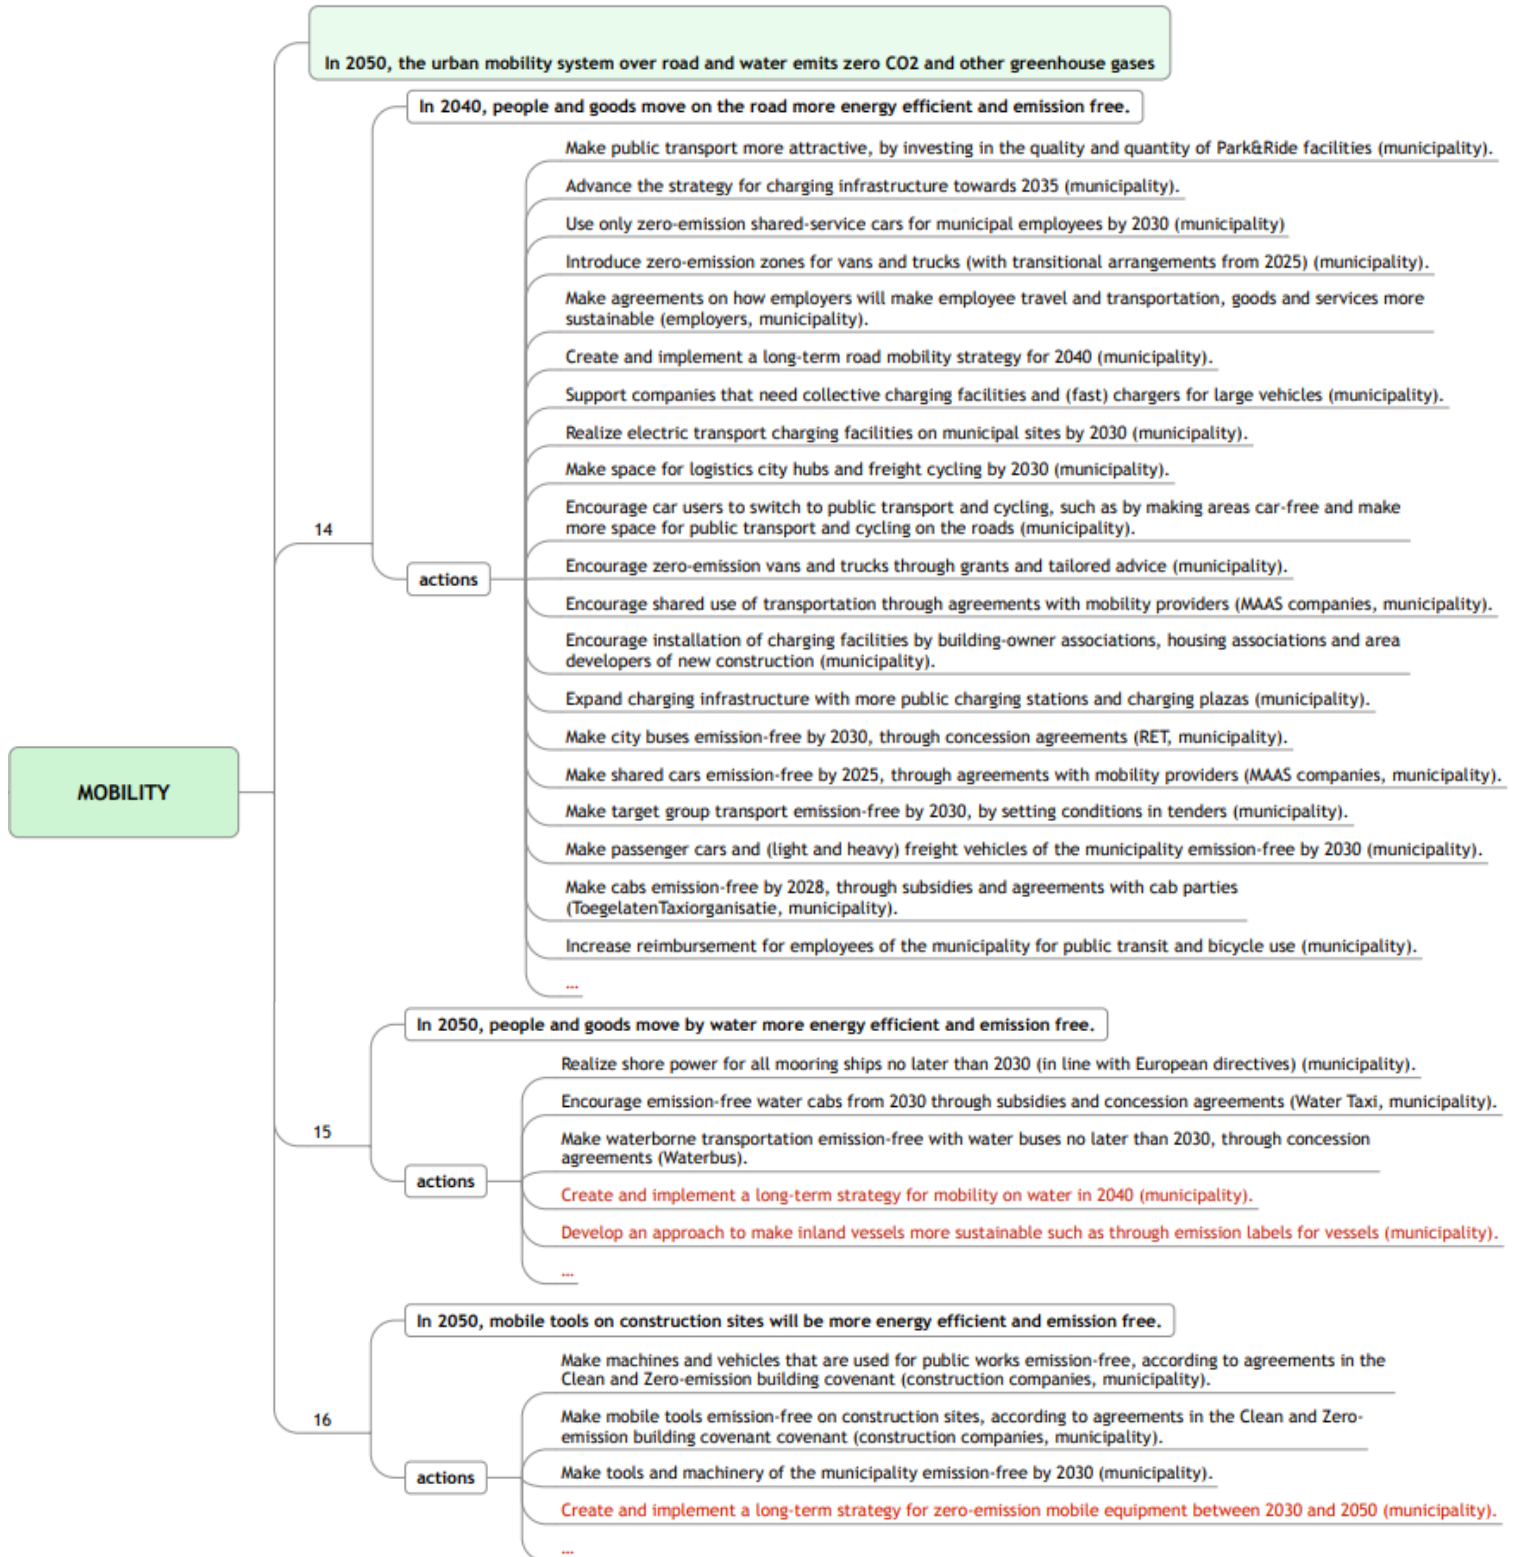 In 2050, the urban mobility system over road and water emits zero CO2 and other greenhouse gases
In 2040, people and goods move on the road more energy efficient and emission free.
Make public transport more attractive, by investing in the quality and quantity of Park&Ride facilities (municipality).
Advance the strategy for charging infrastructure towards 2035 (municipality).
Use only zero-emission shared-service cars for municipal employees by 2030 (municipality)
Introduce zero-emission zones for vans and trucks (with transitional arrangements from 2025) (municipality).
Make agreements on how employers will make employee travel and transportation, goods and services more
sustainable (employers, municipality).
Create and implement a long-term road mobility strategy for 2040 (municipality).
Support companies that need collective charging facilities and (fast) chargers for large vehicles (municipality).
Realize electric transport charging facilities on municipal sites by 2030 (municipality).
Make space for logistics city hubs and freight cycling by 2030 (municipality).
Encourage car users to switch to public transport and cycling, such as by making areas car-free and make
more space for public transport and cycling on the roads (municipality).
14
actions
Encourage zero-emission vans and trucks through grants and tailored advice (municipality).
Encourage shared use of transportation through agreements with mobility providers (MAAS companies, municipality).
Encourage installation of charging facilities by building-owner associations, housing associations and area
developers of new construction (municipality).
Expand charging infrastructure with more public charging stations and charging plazas (municipality).
Make city buses emission-free by 2030, through concession agreements (RET, municipality).
Make shared cars emission-free by 2025, through agreements with mobility providers (MAAS companies, municipality).
MOBILITY
Make target group transport emission-free by 2030, by setting conditions in tenders (municipality).
Make passenger cars and (light and heavy) freight vehicles of the municipality emission-free by 2030 (municipality).
Make cabs emission-free by 2028, through subsidies and agreements with cab parties
(ToegelatenTaxiorganisatie, municipality).
Increase reimbursement for employees of the municipality for public transit and bicycle use (municipality).
...
In 2050, people and goods move by water more energy efficient and emission free.
Realize shore power for all mooring ships no later than 2030 (in line with European directives) (municipality).
Encourage emission-free water cabs from 2030 through subsidies and concession agreements (Water Taxi, municipality).
15
Make waterborne transportation emission-free with water buses no later than 2030, through concession
agreements (Waterbus).
actions
Create and implement a long-term strategy for mobility on water in 2040 (municipality).
Develop an approach to make inland vessels more sustainable such as through emission labels for vessels (municipality).
...
In 2050, mobile tools on construction sites will be more energy efficient and emission free.
Make machines and vehicles that are used for public works emission-free, according to agreements in the
Clean and Zero-emission building covenant (construction companies, municipality).
16
Make mobile tools emission-free on construction sites, according to agreements in the Clean and Zero-
emission building covenant covenant (construction companies, municipality).
actions
Make tools and machinery of the municipality emission-free by 2030 (municipality).
Create and implement a long-term strategy for zero-emission mobile equipment between 2030 and 2050 (municipality).
...